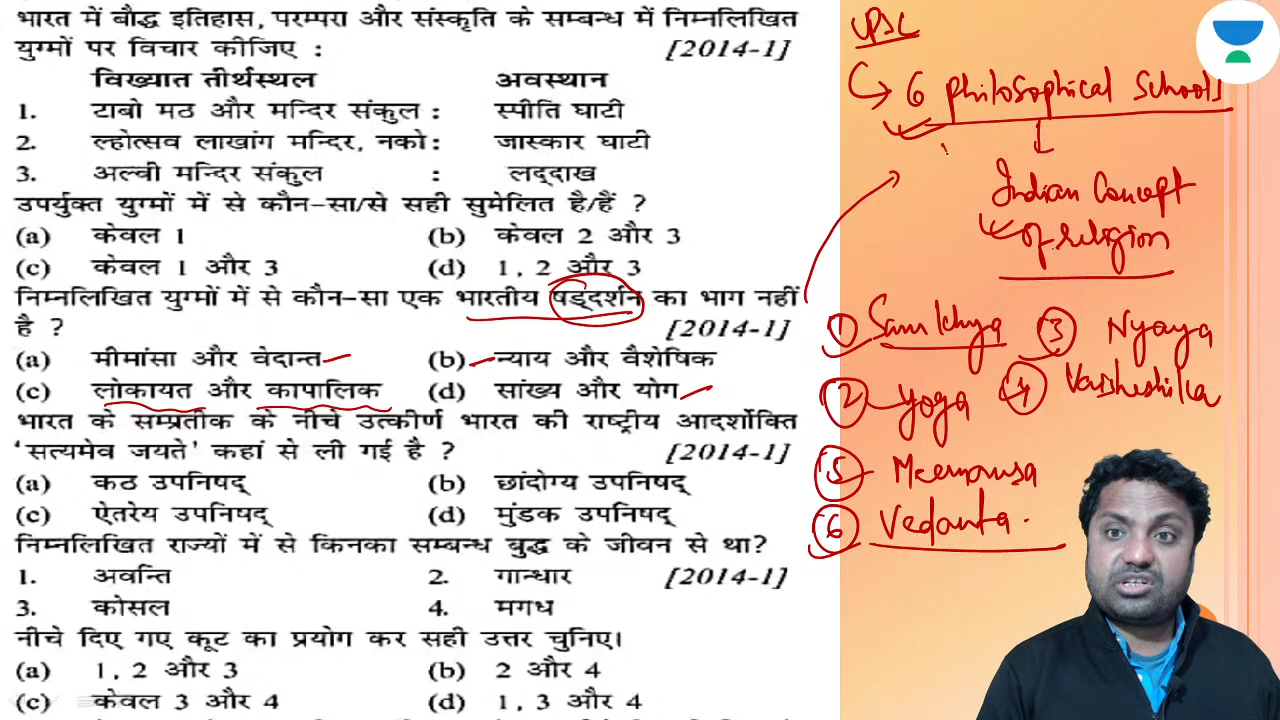 भारत में बौद्ध इतिहास, परम्परा और संस्कृति के सम्बन्ध में निम्नलिखित
युग्मों पर विचार कीजिए : [2014-1]
विख्यात तीर्थस्थल अवस्थान
1. टाबो मठ और मन्दिर संकुल : स्पीति घाटी
2. ल्होत्सव लाखांग मन्दिर, नको: जास्कार घाटी
3. अल्ची मन्दिर संकुल : लद्दाख
उपर्युक्त युग्मों में से कौन-सा/से सही सुमेलित है/हैं ?
(a) केवल 1 (b) केवल 2 और 3
(c) केवल 1 और 3 (d) 1, 2 और 3
निम्नलिखित युग्मों में से कौन-सा एक भारतीय षड्दर्शन का भाग नहीं
है ? [2014-1]
(a) मीमांसा और वेदान्त (b) न्याय और वैशेषिक
(c) लोकायत और कापालिक (d) सांख्य और योग
भारत के सम्प्रतीक के नीचे उत्कीर्ण भारत की राष्ट्रीय आदर्शोक्ति
'सत्यमेव जयते' कहां से ली गई है ? [2014-1]
(a) कठ उपनिषद् (b) छांदोग्य उपनिषद्
(c) ऐतरेय उपनिषद् (d) मुंडक उपनिषद्
निम्नलिखित राज्यों में से किनका सम्बन्ध बुद्ध के जीवन से था?
1. अवन्ति 2. गान्धार [2014-1]
3. कोसल 4. मगध
नीचे दिए गए कूट का प्रयोग कर सही उत्तर चुनिए।
(a) 1, 2 और 3 (b) 2 और 4
(c) केवल 3 और 4 (d) 1, 3 और 4
UPSC
6 Philosophical Schools
Indian Concept
of religion
1 Samkhya 3 Nyaya
2 Yoga 4 Vaisheshika
5 Meemamsa
6 Vedanta